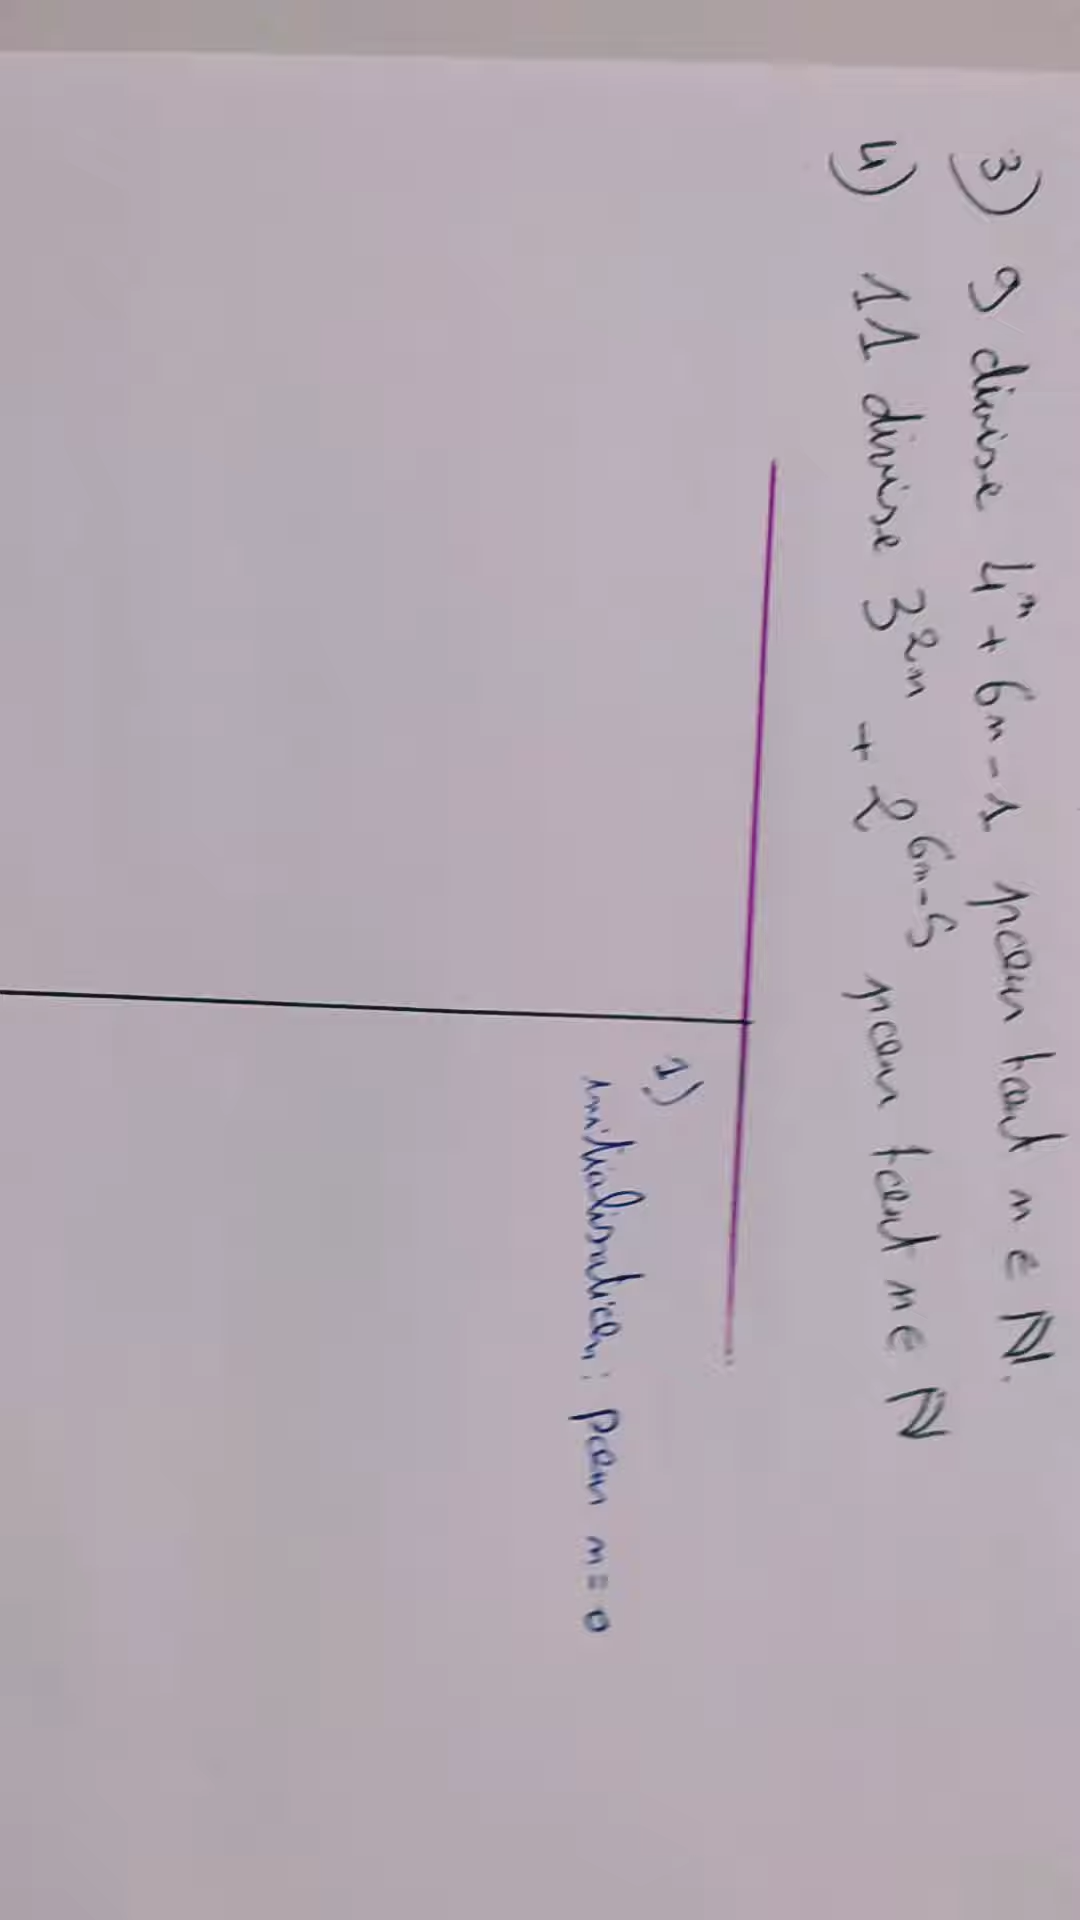 3) 9 divise 4ⁿ + 6n - 1 pour tout n ∈ ℕ.
4) 11 divise 3²ⁿ + 2⁶ⁿ⁻⁵ pour tout n ∈ ℕ
1)
initialisation : pour n = 0